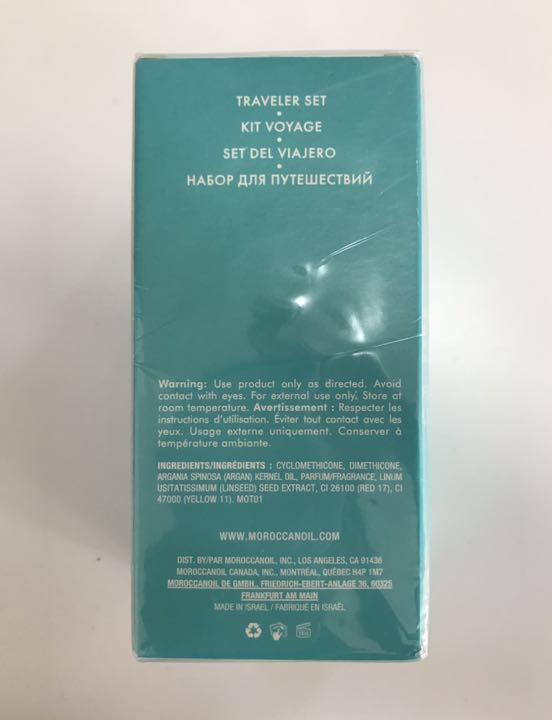 TRAVELER SET
•
KIT VOYAGE
•
SET DEL VIAJERO
•
НАБОР ДЛЯ ПУТЕШЕСТВИЙ
Warning: Use product only as directed. Avoid
contact with eyes. For external use only. Store at
room temperature. Avertissement : Respecter les
instructions d'utilisation. Éviter tout contact avec les
yeux. Usage externe uniquement. Conserver à
température ambiante.
INGREDIENTS/INGRÉDIENTS : CYCLOMETHICONE, DIMETHICONE,
ARGANIA SPINOSA (ARGAN) KERNEL OIL, PARFUM/FRAGRANCE, LINUM
USITATISSIMUM (LINSEED) SEED EXTRACT, CI 26100 (RED 17), CI
47000 (YELLOW 11). MOT01
WWW.MOROCCANOIL.COM
DIST. BY/PAR MOROCCANOIL, INC., LOS ANGELES, CA 91436
MOROCCANOIL CANADA, INC., MONTRÉAL, QUÉBEC H4P 1M7
MOROCCANOIL DE GMBH., FRIEDRICH-EBERT-ANLAGE 36, 60325
FRANKFURT AM MAIN
MADE IN ISRAEL / FABRIQUÉ EN ISRAËL